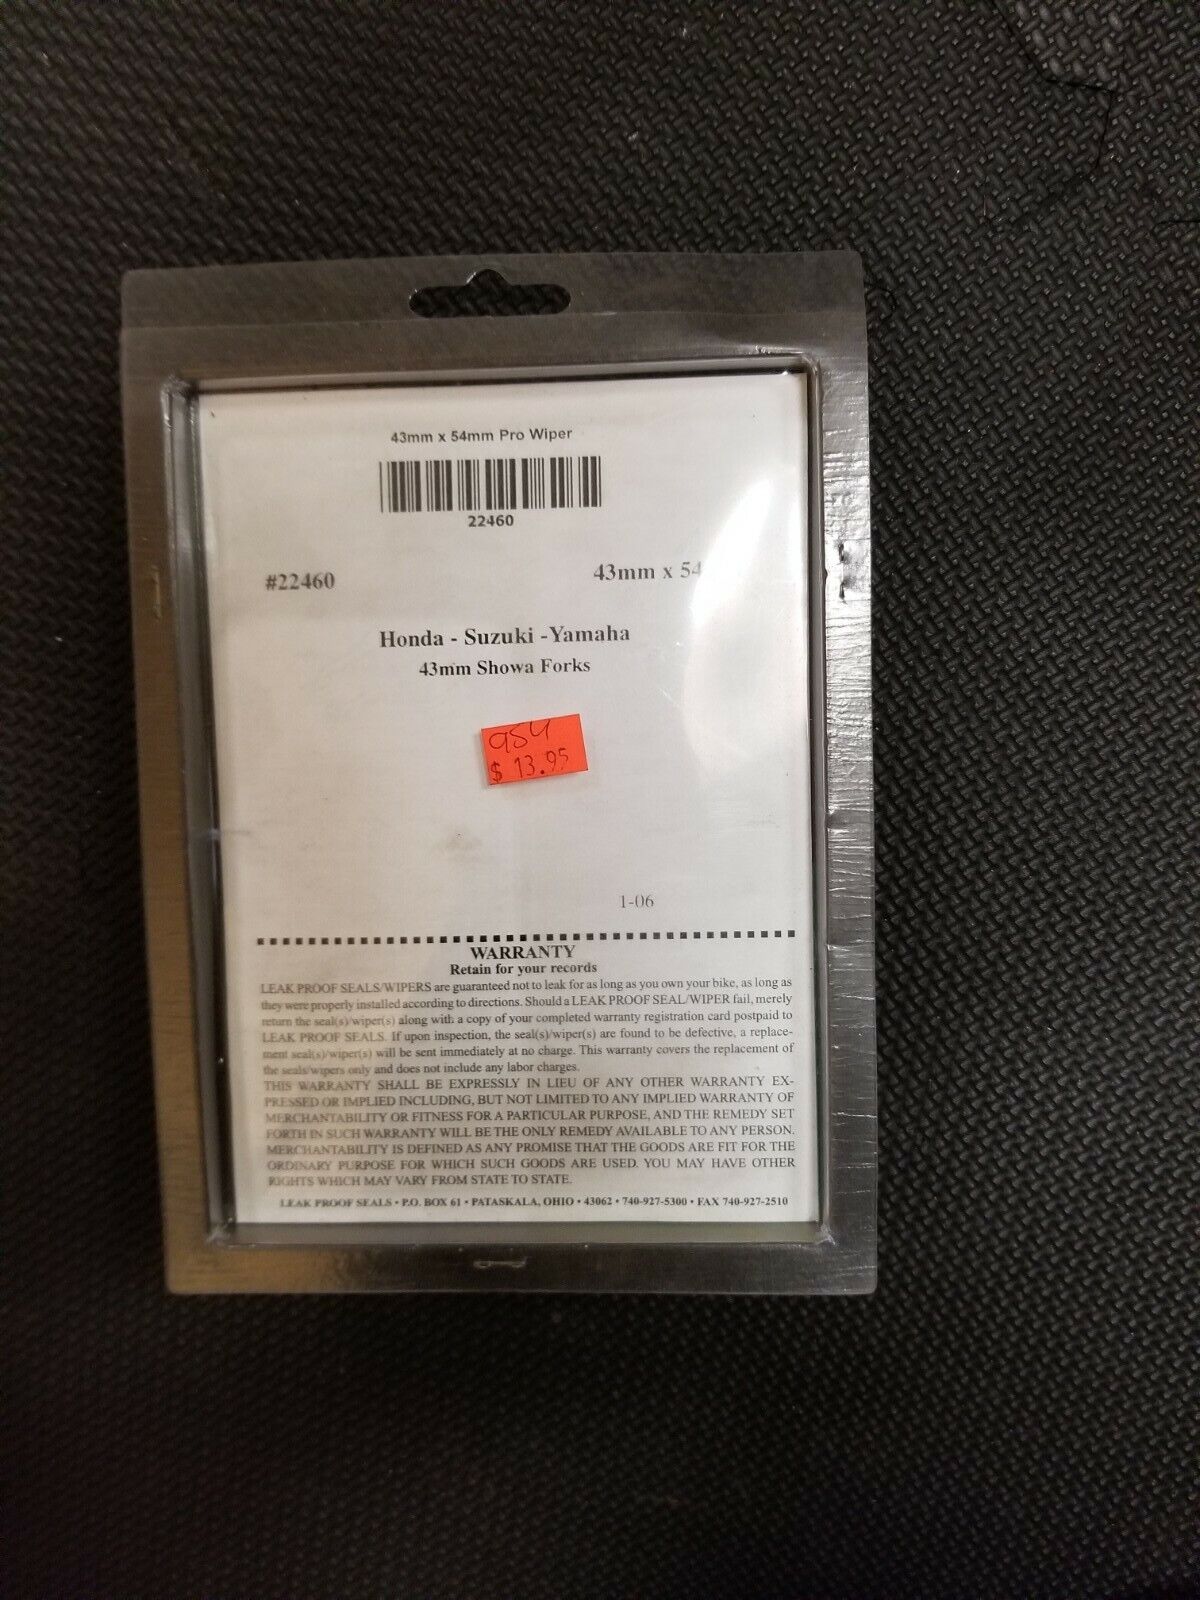 43mm x 54mm Pro Wiper
22460
#22460 43mm x 54
Honda - Suzuki -Yamaha
43mm Showa Forks
954
$ 13.95
1-06
WARRANTY
Retain for your records
LEAK PROOF SEALS/WIPERS are guaranteed not to leak for as long as you own your bike, as long as
they were properly installed according to directions. Should a LEAK PROOF SEAL/WIPER fail, merely
return the seal(s)/wiper(s) along with a copy of your completed warranty registration card postpaid to
LEAK PROOF SEALS. If upon inspection, the seal(s)/wiper(s) are found to be defective, a replace-
ment seal(s)/wiper(s) will be sent immediately at no charge. This warranty covers the replacement of
the seals/wipers only and does not include any labor charges.
THIS WARRANTY SHALL BE EXPRESSLY IN LIEU OF ANY OTHER WARRANTY EX-
PRESSED OR IMPLIED INCLUDING, BUT NOT LIMITED TO ANY IMPLIED WARRANTY OF
MERCHANTABILITY OR FITNESS FOR A PARTICULAR PURPOSE, AND THE REMEDY SET
FORTH IN SUCH WARRANTY WILL BE THE ONLY REMEDY AVAILABLE TO ANY PERSON.
MERCHANTABILITY IS DEFINED AS ANY PROMISE THAT THE GOODS ARE FIT FOR THE
ORDINARY PURPOSE FOR WHICH SUCH GOODS ARE USED. YOU MAY HAVE OTHER
RIGHTS WHICH MAY VARY FROM STATE TO STATE.
LEAK PROOF SEALS • P.O. BOX 61 • PATASKALA, OHIO • 43062 • 740-927-5300 • FAX 740-927-2510